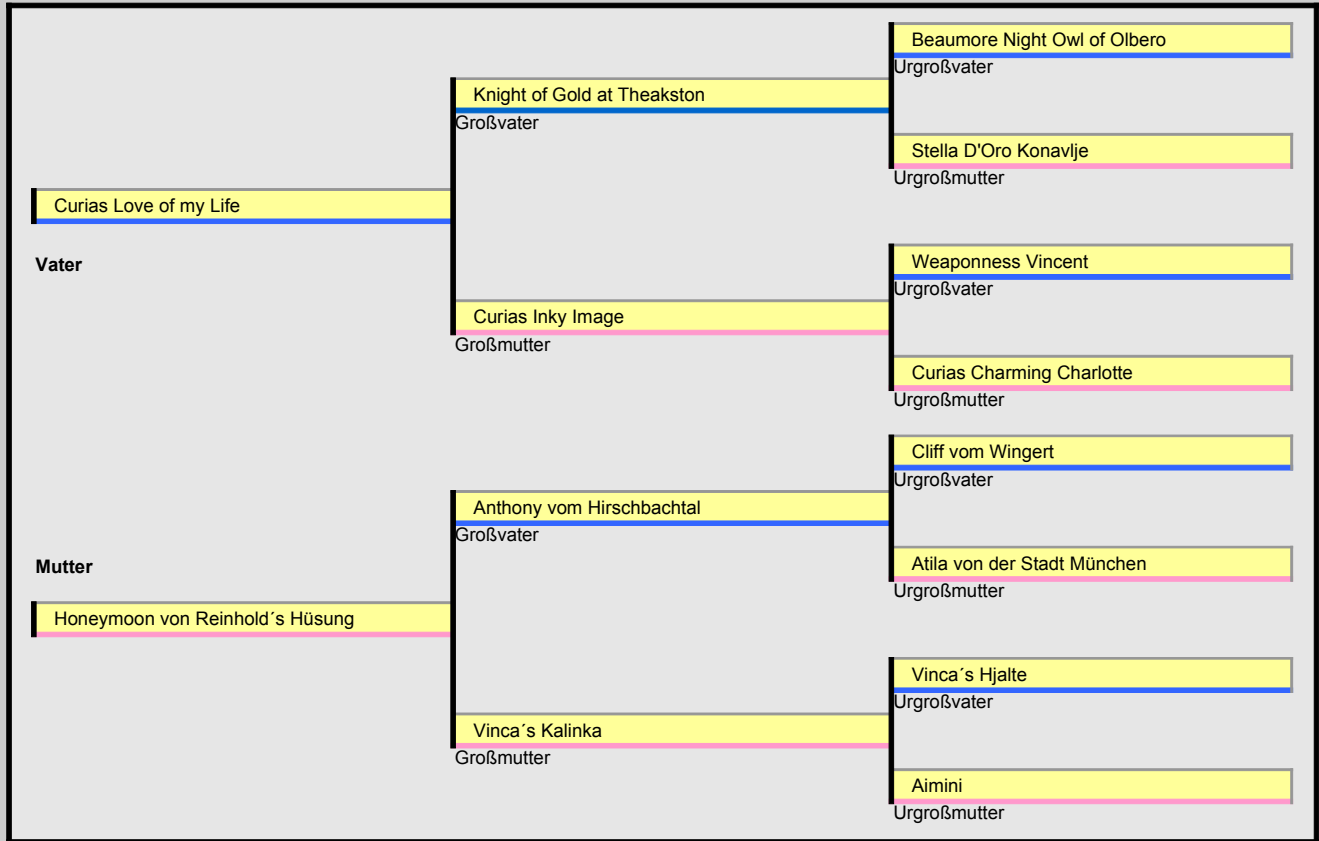 Beaumore Night Owl of Olbero
Urgroßvater
Knight of Gold at Theakston
Großvater
Stella D'Oro Konavlje
Urgroßmutter
Curias Love of my Life
Vater
Weaponness Vincent
Urgroßvater
Curias Inky Image
Großmutter
Curias Charming Charlotte
Urgroßmutter
Cliff vom Wingert
Urgroßvater
Anthony vom Hirschbachtal
Großvater
Atila von der Stadt München
Urgroßmutter
Mutter
Honeymoon von Reinhold´s Hüsung
Vinca´s Hjalte
Urgroßvater
Vinca´s Kalinka
Großmutter
Aimini
Urgroßmutter